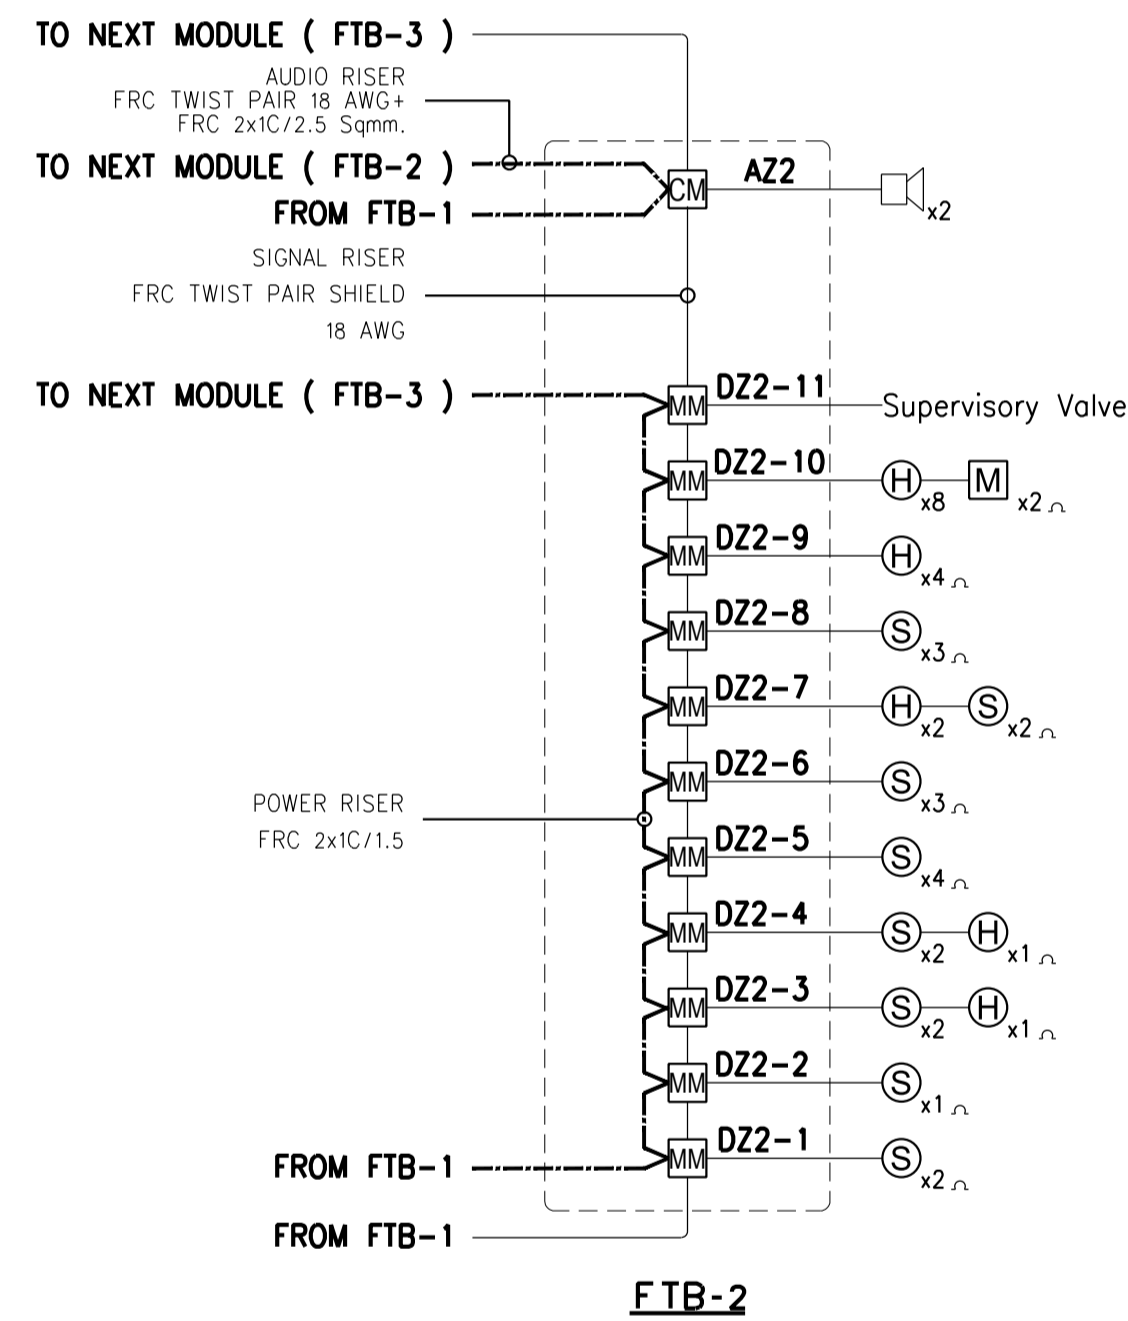 TO NEXT MODULE ( FTB-3 )
AUDIO RISER
FRC TWIST PAIR 18 AWG+
FRC 2x1C/2.5 Sqmm.
TO NEXT MODULE ( FTB-2 )
CM
AZ2
x2
FROM FTB-1
SIGNAL RISER
FRC TWIST PAIR SHIELD
18 AWG
TO NEXT MODULE ( FTB-3 )
MM
DZ2-11
Supervisory Valve
MM
DZ2-10
H
x8
M
x2
MM
DZ2-9
H
x4
MM
DZ2-8
S
x3
MM
DZ2-7
H
x2
S
x2
MM
DZ2-6
S
x3
POWER RISER
FRC 2x1C/1.5
MM
DZ2-5
S
x4
MM
DZ2-4
S
x2
H
x1
MM
DZ2-3
S
x2
H
x1
MM
DZ2-2
S
x1
MM
DZ2-1
S
x2
FROM FTB-1
FROM FTB-1
FTB-2